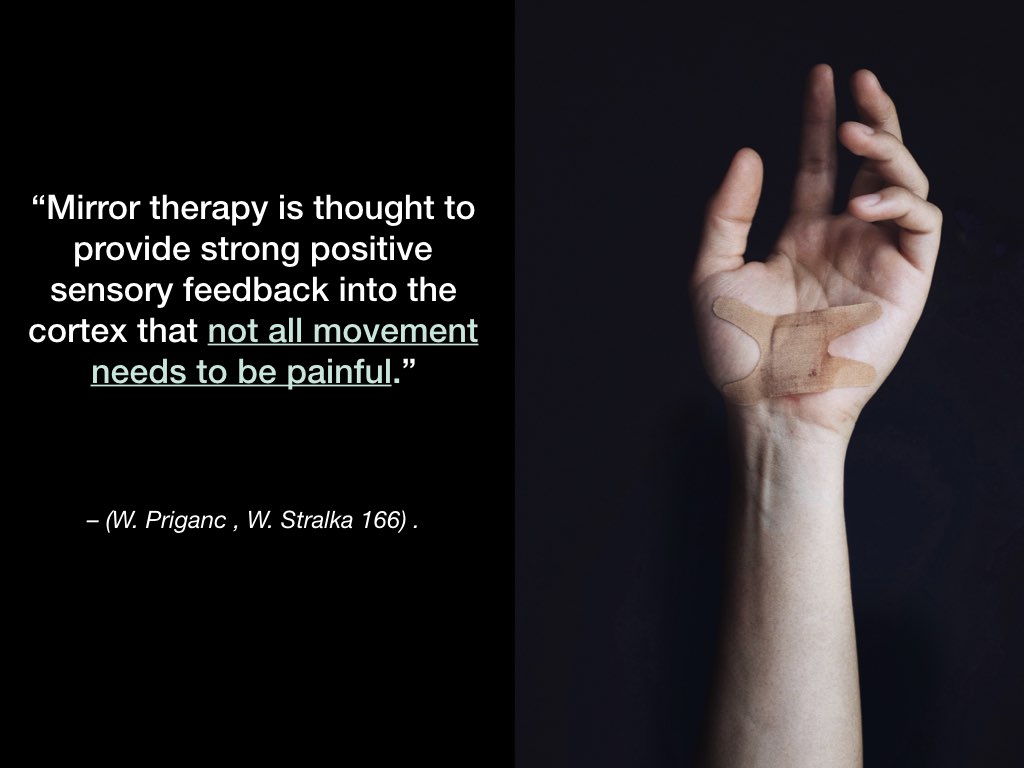 “Mirror therapy is thought to
provide strong positive
sensory feedback into the
cortex that not all movement
needs to be painful.”
– (W. Priganc , W. Stralka 166) .